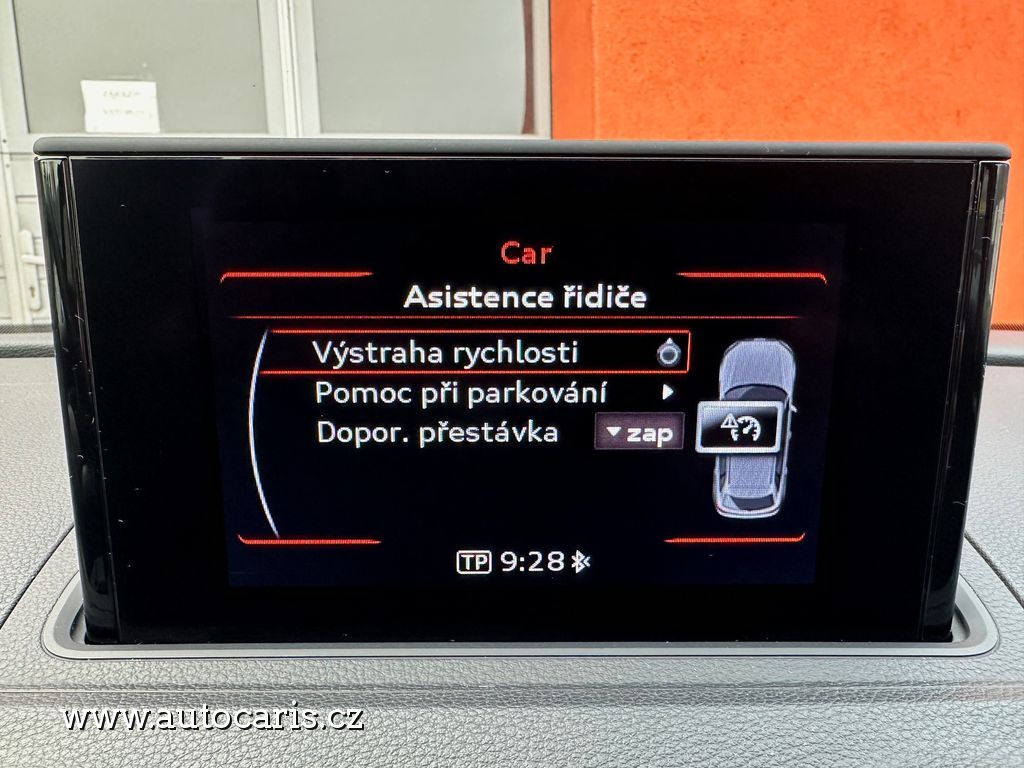 Car
Asistence řidiče
Výstraha rychlosti
Pomoc při parkování
Dopor. přestávka zap
TP 9:28
www.autocaris.cz